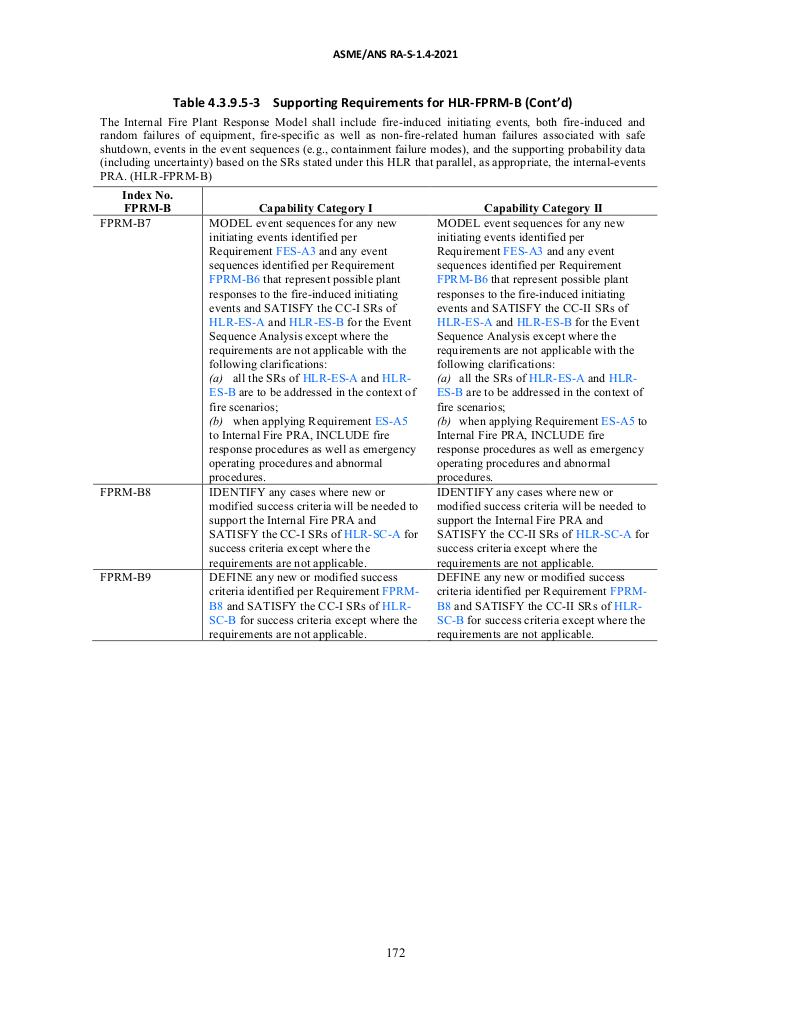 ASME/ANS RA-S-1.4-2021
Table 4.3.9.5-3 Supporting Requirements for HLR-FPRM-B (Cont'd)
The Internal Fire Plant Response Model shall include fire-induced initiating events, both fire-induced and
random failures of equipment, fire-specific as well as non-fire-related human failures associated with safe
shutdown, events in the event sequences (e.g., containment failure modes), and the supporting probability data
(including uncertainty) based on the SRs stated under this HLR that parallel, as appropriate, the internal-events
PRA. (HLR-FPRM-B)
Index No.
FPRM-B
Capability Category I
Capability Category II
FPRM-B7
MODEL event sequences for any new
initiating events identified per
Requirement FES-A3 and any event
sequences identified per Requirement
FPRM-B6 that represent possible plant
responses to the fire-induced initiating
events and SATISFY the CC-I SRs of
HLR-ES-A and HLR-ES-B for the Event
Sequence Analysis except where the
requirements are not applicable with the
following clarifications:
(a) all the SRs of HLR-ES-A and HLR-
ES-B are to be addressed in the context of
fire scenarios;
(b) when applying Requirement ES-A5
to Internal Fire PRA, INCLUDE fire
response procedures as well as emergency
operating procedures and abnormal
procedures.
MODEL event sequences for any new
initiating events identified per
Requirement FES-A3 and any event
sequences identified per Requirement
FPRM-B6 that represent possible plant
responses to the fire-induced initiating
events and SATISFY the CC-II SRs of
HLR-ES-A and HLR-ES-B for the Event
Sequence Analysis except where the
requirements are not applicable with the
following clarifications:
(a) all the SRs of HLR-ES-A and HLR-
ES-B are to be addressed in the context of
fire scenarios;
(b) when applying Requirement ES-A5 to
Internal Fire PRA, INCLUDE fire
response procedures as well as emergency
operating procedures and abnormal
procedures.
FPRM-B8
IDENTIFY any cases where new or
modified success criteria will be needed to
support the Internal Fire PRA and
SATISFY the CC-I SRs of HLR-SC-A for
success criteria except where the
requirements are not applicable.
IDENTIFY any cases where new or
modified success criteria will be needed to
support the Internal Fire PRA and
SATISFY the CC-II SRs of HLR-SC-A for
success criteria except where the
requirements are not applicable.
FPRM-B9
DEFINE any new or modified success
criteria identified per Requirement FPRM-
B8 and SATISFY the CC-I SRs of HLR-
SC-B for success criteria except where the
requirements are not applicable.
DEFINE any new or modified success
criteria identified per Requirement FPRM-
B8 and SATISFY the CC-II SRs of HLR-
SC-B for success criteria except where the
requirements are not applicable.
172